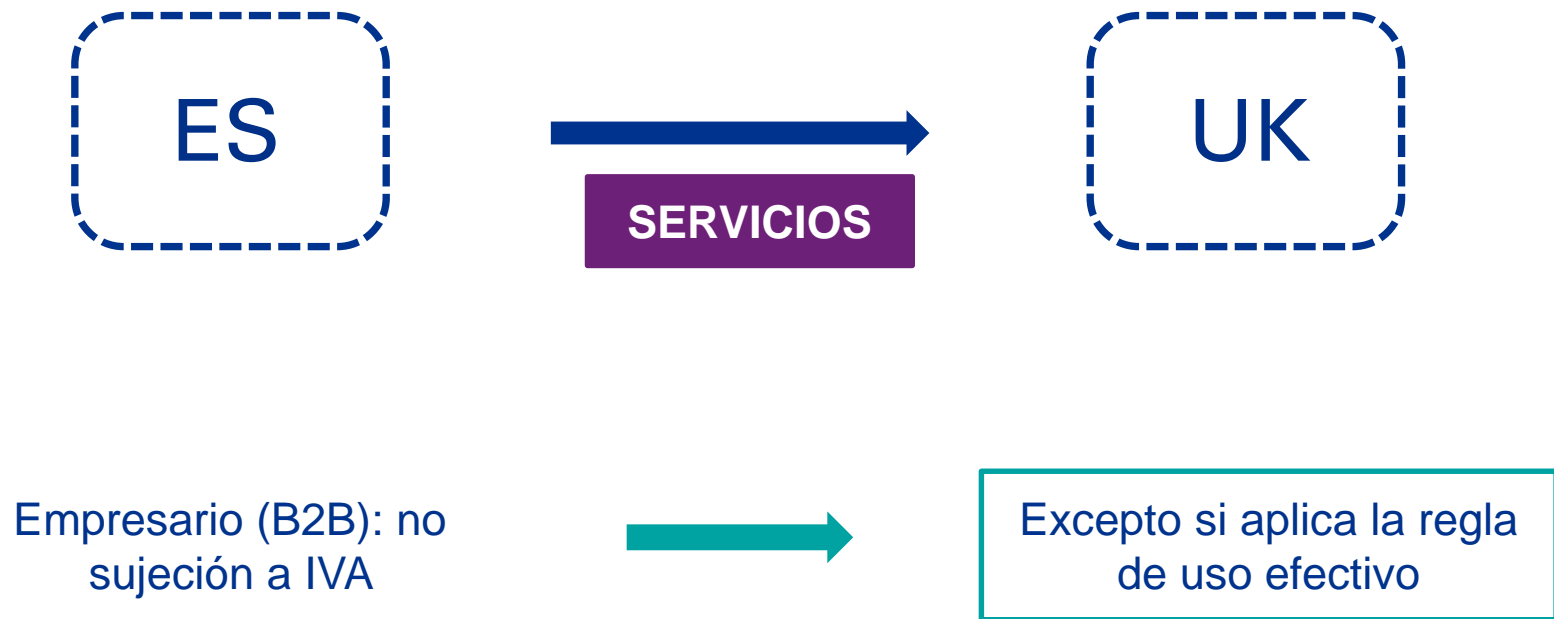 ES
UK
SERVICIOS
Empresario (B2B): no
sujeción a IVA
Excepto si aplica la regla
de uso efectivo